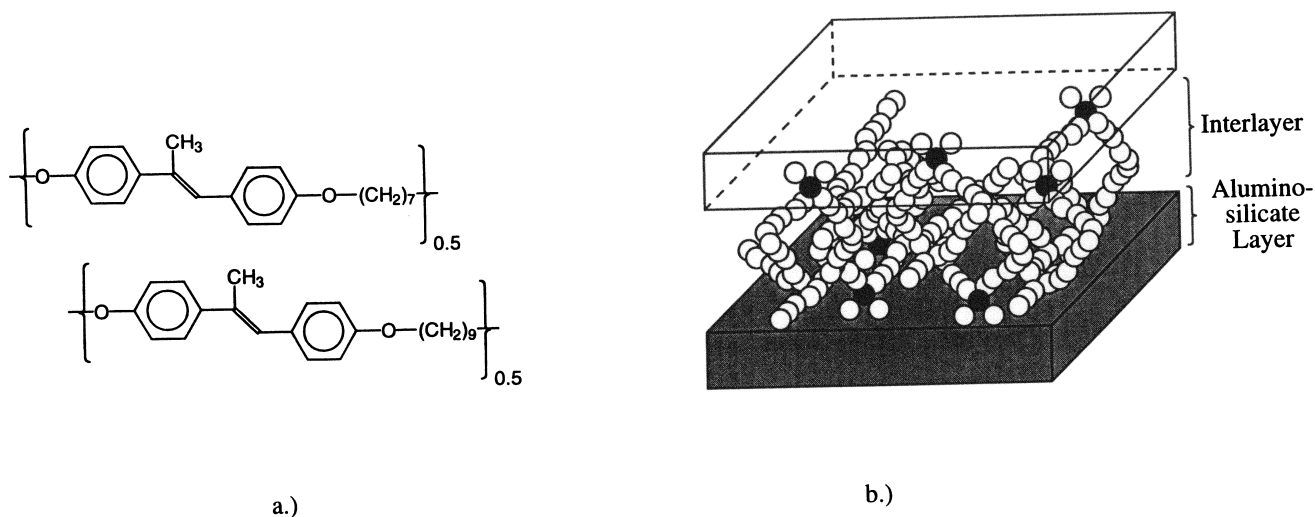 CH3
O
O
(CH2)7
0.5
CH3
O
O
(CH2)9
0.5
a.)
Interlayer
Alumino-
silicate
Layer
b.)